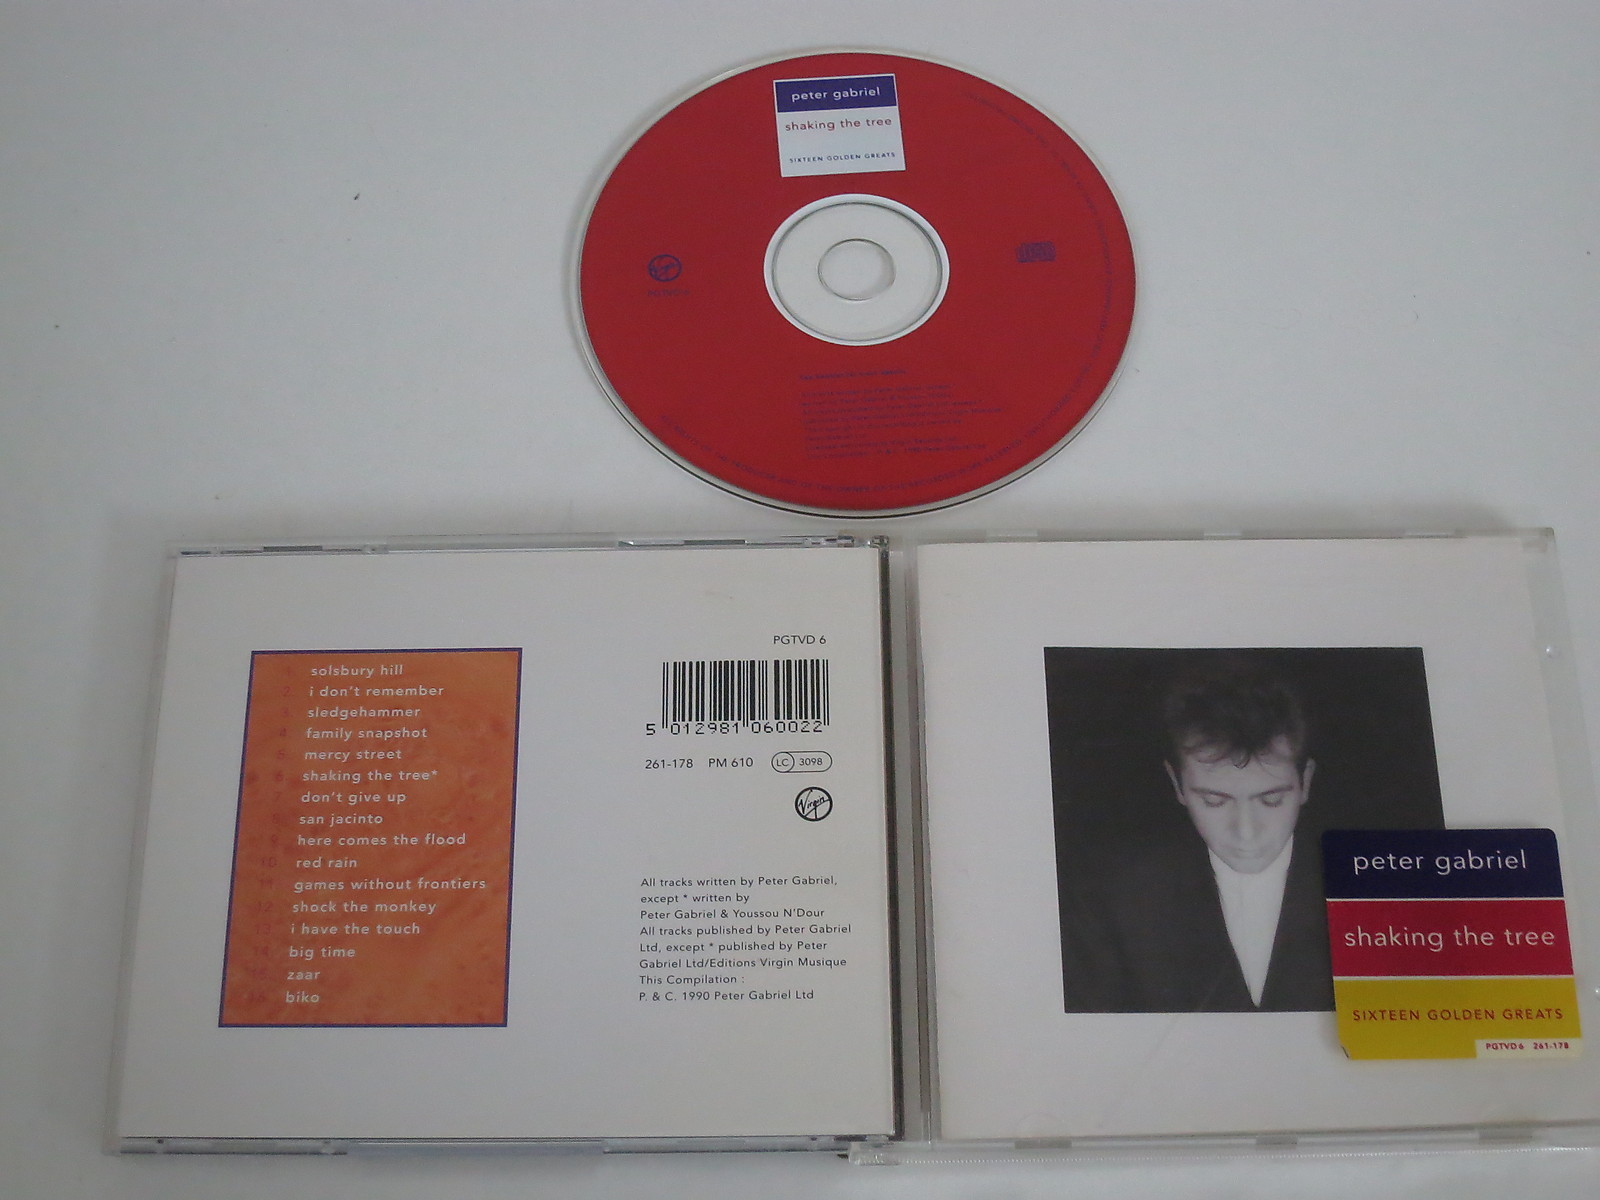 peter gabriel
shaking the tree
SIXTEEN GOLDEN GREATS
Virgin
1 solsbury hill
2 i don't remember
3 sledgehammer
4 family snapshot
5 mercy street
6 shaking the tree*
7 don't give up
8 san jacinto
9 here comes the flood
10 red rain
11 games without frontiers
12 shock the monkey
13 i have the touch
14 big time
15 zaar
16 biko
PGTVD 6
5 012981 060022
261-178 PM 610 LC 3098
Virgin
All tracks written by Peter Gabriel,
except * written by
Peter Gabriel & Youssou N'Dour
All tracks published by Peter Gabriel
Ltd, except * published by Peter
Gabriel Ltd/Editions Virgin Musique
This Compilation :
P. & C. 1990 Peter Gabriel Ltd
peter gabriel
shaking the tree
SIXTEEN GOLDEN GREATS
PGTVD 6 261-178